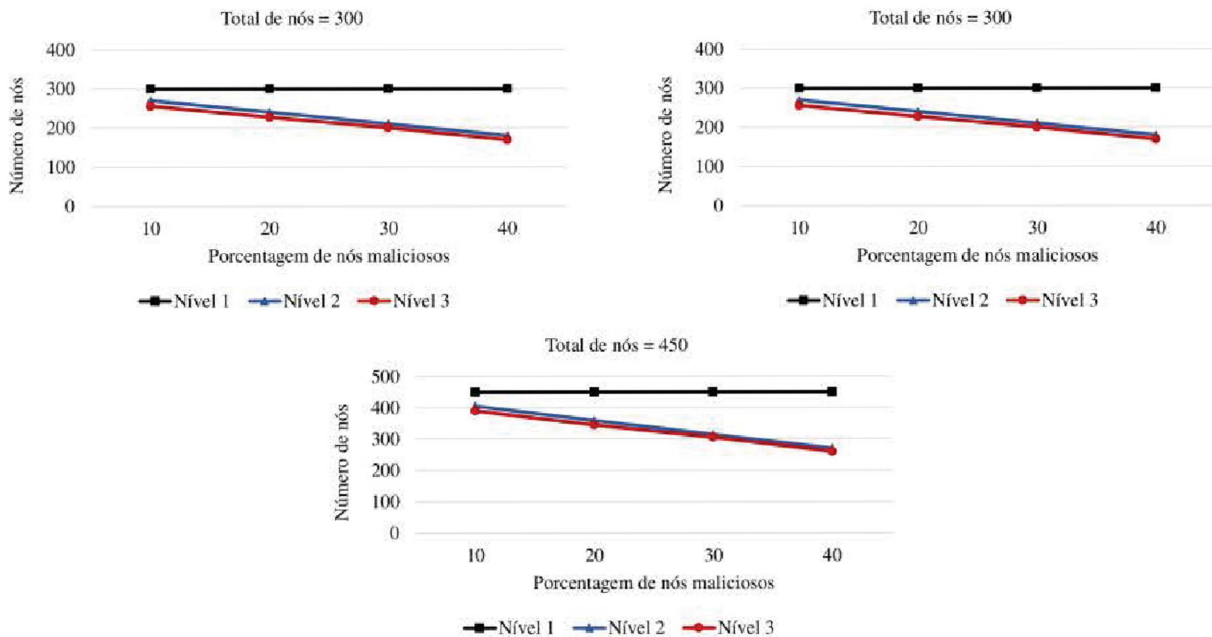 Total de nós = 300
400
300
200
100
0
Número de nós
10 20 30 40
Porcentagem de nós maliciosos
Nível 1 Nível 2 Nível 3
Total de nós = 300
400
300
200
100
0
Número de nós
10 20 30 40
Porcentagem de nós maliciosos
Nível 1 Nível 2 Nível 3
Total de nós = 450
500
400
300
200
100
0
Número de nós
10 20 30 40
Porcentagem de nós maliciosos
Nível 1 Nível 2 Nível 3